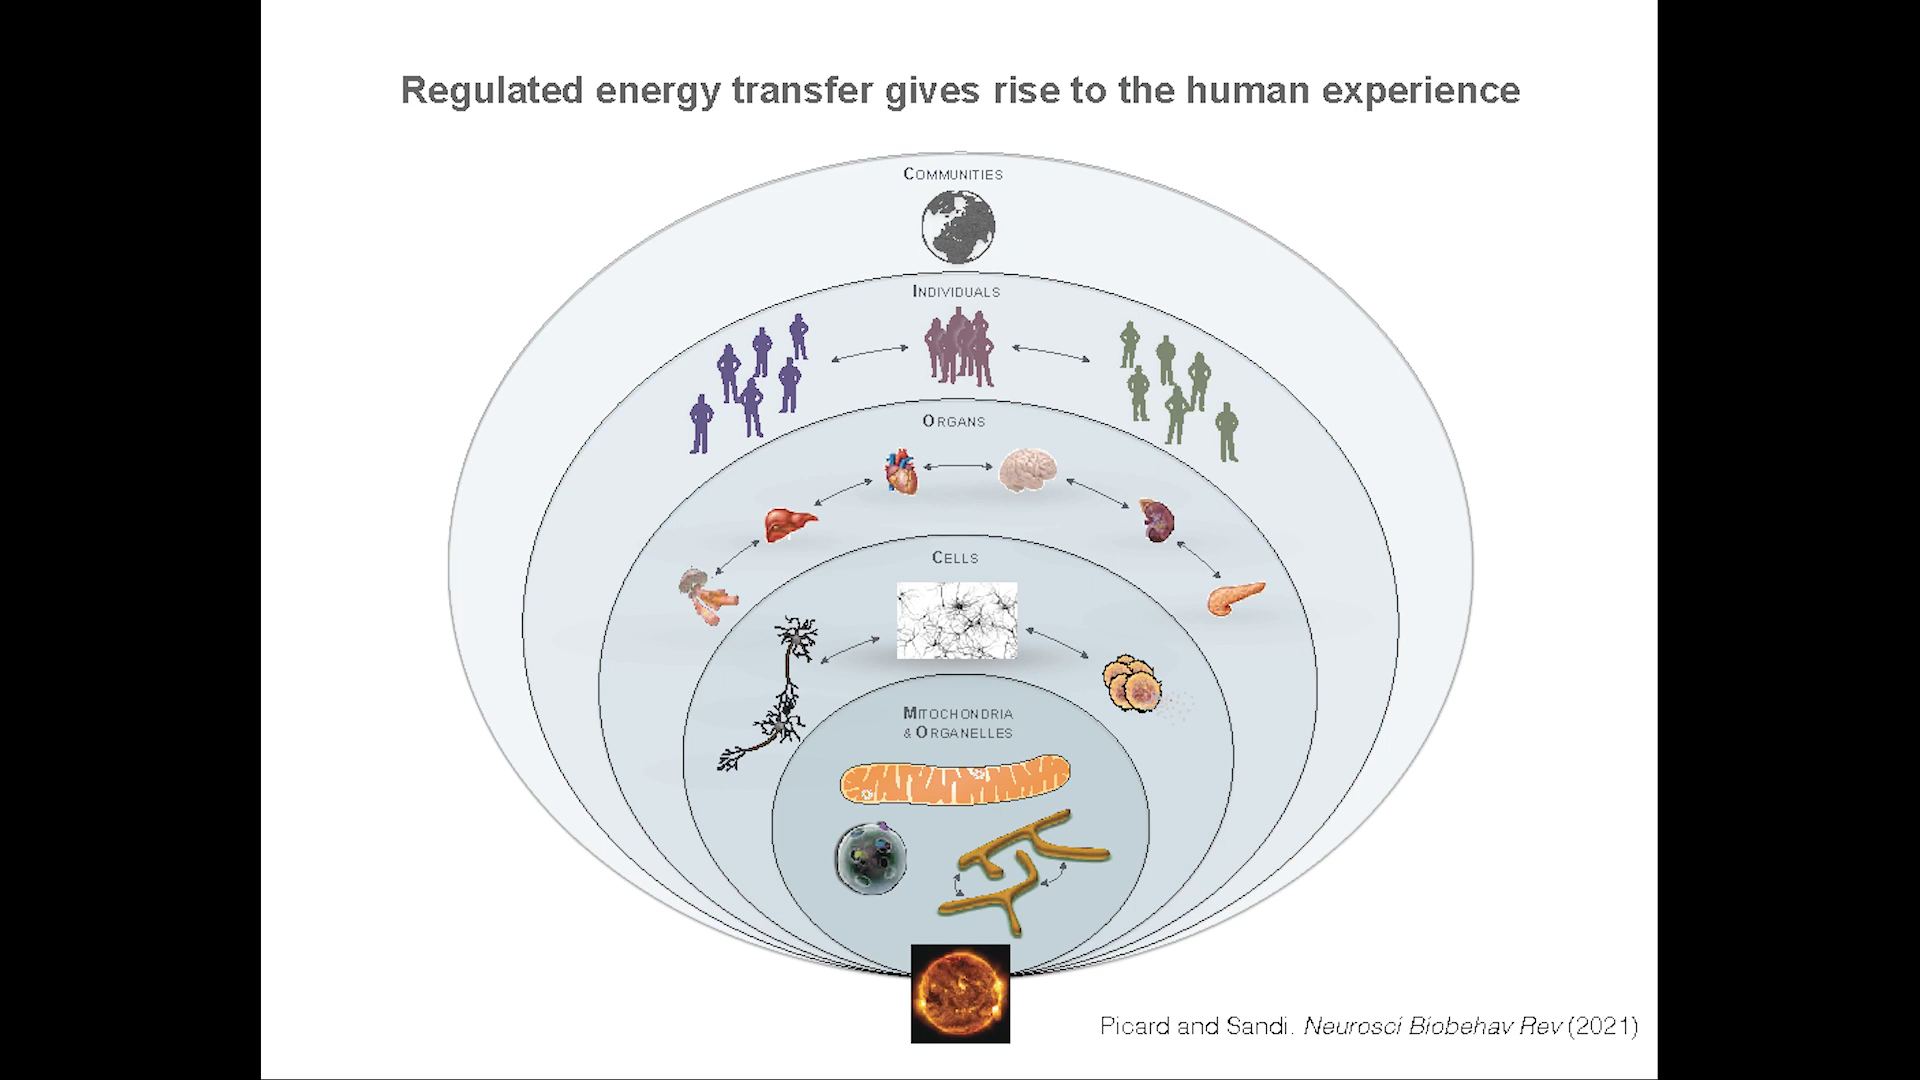 Regulated energy transfer gives rise to the human experience
COMMUNITIES
INDIVIDUALS
ORGANS
CELLS
MITOCHONDRIA
& ORGANELLES
Picard and Sandi. Neurosci Biobehav Rev (2021)